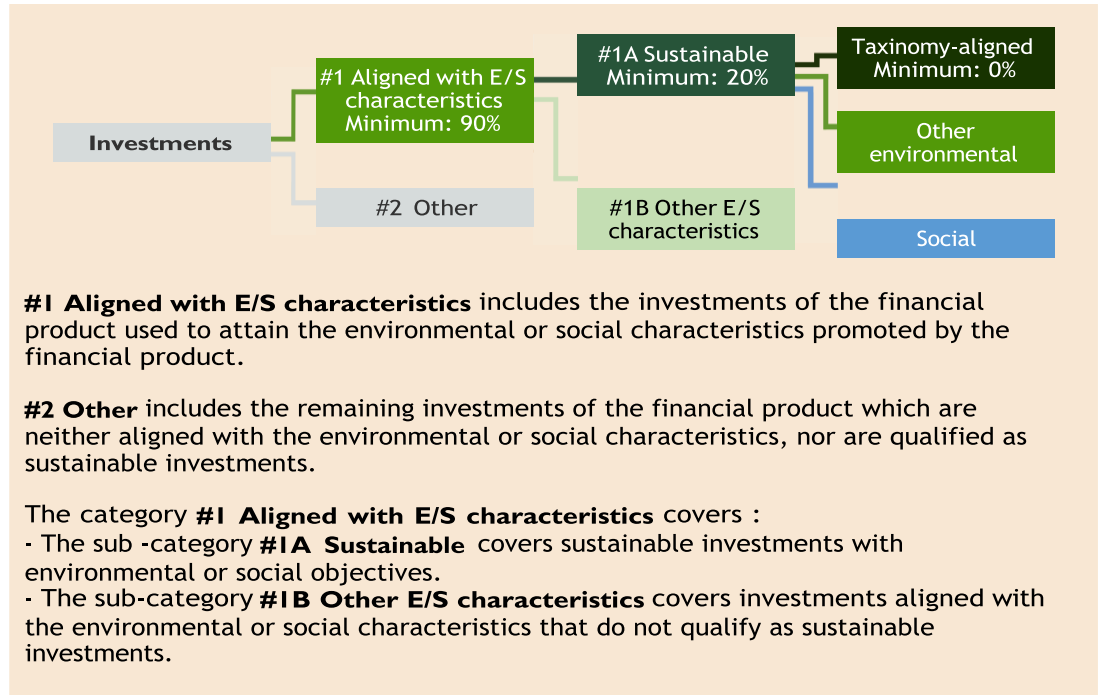 #1A Sustainable
Minimum: 20%
Taxinomy-aligned
Minimum: 0%
#1 Aligned with E/S
characteristics
Minimum: 90%
Investments
Other
environmental
#2 Other
#1B Other E/S
characteristics
Social
#1 Aligned with E/S characteristics includes the investments of the financial
product used to attain the environmental or social characteristics promoted by the
financial product.
#2 Other includes the remaining investments of the financial product which are
neither aligned with the environmental or social characteristics, nor are qualified as
sustainable investments.
The category #1 Aligned with E/S characteristics covers :
- The sub -category #1A Sustainable covers sustainable investments with
environmental or social objectives.
- The sub-category #1B Other E/S characteristics covers investments aligned with
the environmental or social characteristics that do not qualify as sustainable
investments.